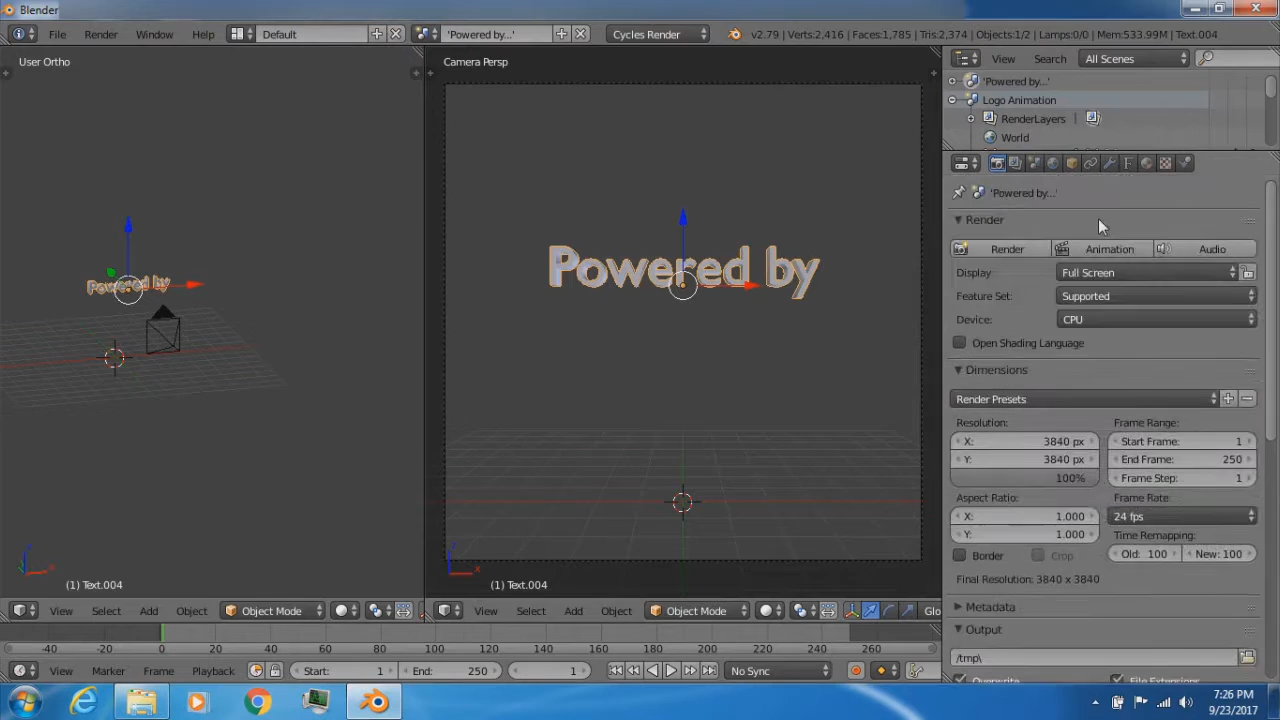 Blender
File Render Window Help Default 'Powered by...' Cycles Render v2.79 | Verts:2,416 | Faces:1,785 | Tris:2,374 | Objects:1/2 | Lamps:0/0 | Mem:533.99M | Text.004
User Ortho
Camera Persp
View Search All Scenes
'Powered by...'
Logo Animation
RenderLayers
World
'Powered by...'
Render
Render Animation Audio
Display: Full Screen
Feature Set: Supported
Device: CPU
Open Shading Language
Dimensions
Render Presets
Resolution: Frame Range:
X: 3840 px Start Frame: 1
Y: 3840 px End Frame: 250
100% Frame Step: 1
Aspect Ratio: Frame Rate:
X: 1.000 24 fps
Y: 1.000 Time Remapping:
Border Crop Old: 100 New: 100
Final Resolution: 3840 x 3840
Metadata
Output
/tmp\
Overwrite File Extensions
Powered by
Powered by
(1) Text.004
(1) Text.004
View Select Add Object Object Mode
View Select Add Object Object Mode Glo
-40 -20 0 20 40 60 80 100 120 140 160 180 200 220 240 260
View Marker Frame Playback Start: 1 End: 250 1 No Sync
7:26 PM
9/23/2017